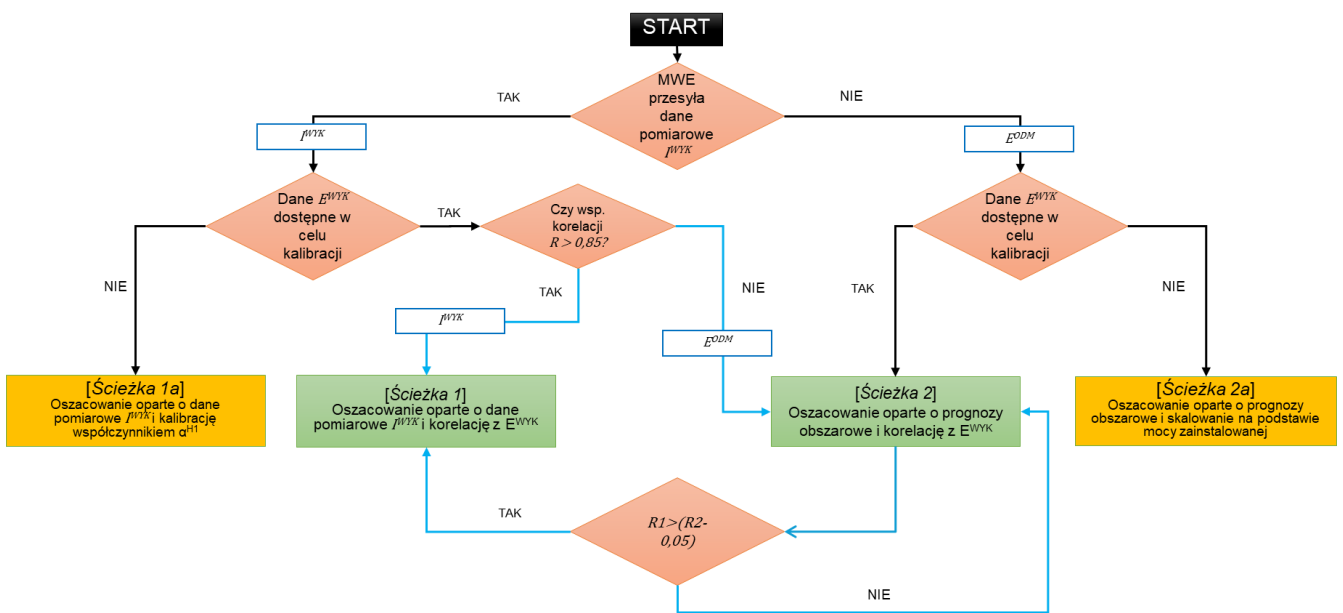 START
MWE
przesyła
dane
pomiarowe
I^WYK
TAK
NIE
I^WYK
E^ODM
Dane E^WYK
dostępne w
celu
kalibracji
TAK
Czy wsp.
korelacji
R > 0,85?
Dane E^WYK
dostępne w
celu
kalibracji
NIE
TAK
NIE
TAK
NIE
I^WYK
E^ODM
[Ścieżka 1a]
Oszacowanie oparte o dane
pomiarowe I^WYK i kalibrację
współczynnikiem α^H1
[Ścieżka 1]
Oszacowanie oparte o dane
pomiarowe I^WYK i korelację z E^WYK
[Ścieżka 2]
Oszacowanie oparte o prognozy
obszarowe i korelację z E^WYK
[Ścieżka 2a]
Oszacowanie oparte o prognozy
obszarowe i skalowanie na podstawie
mocy zainstalowanej
TAK
R1>(R2-
0,05)
NIE